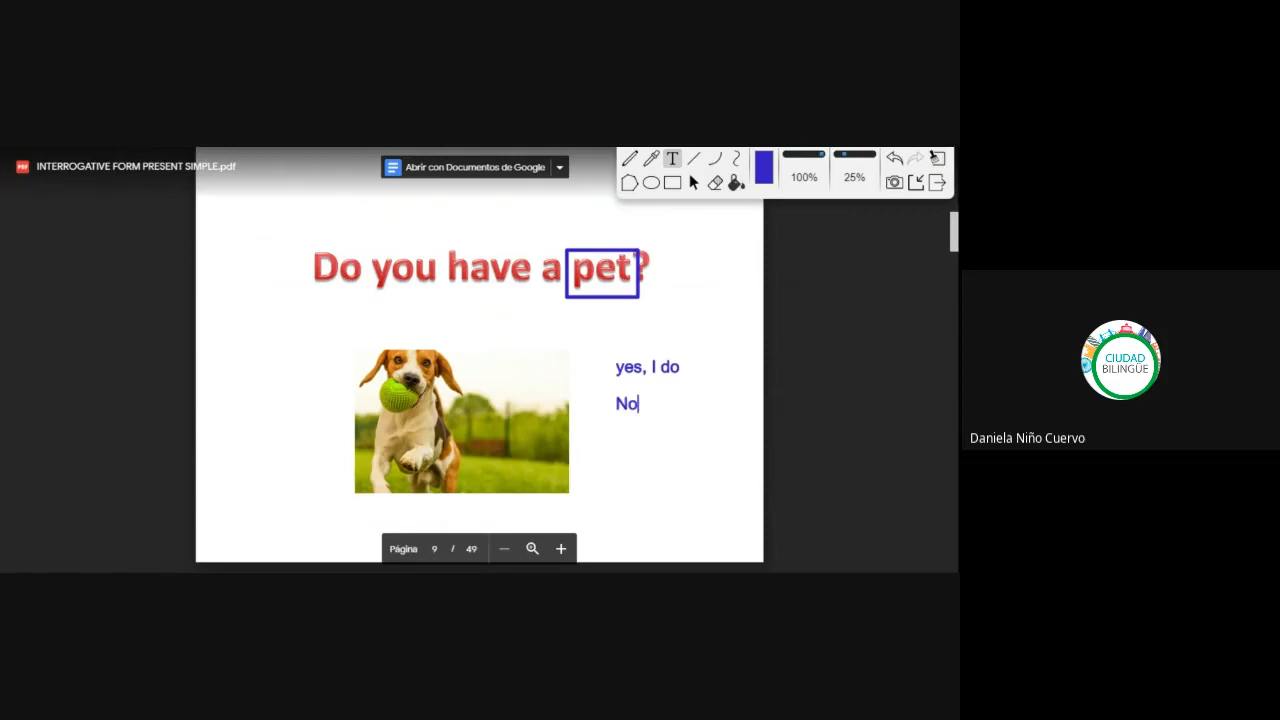 INTERROGATIVE FORM PRESENT SIMPLE.pdf
Abrir con Documentos de Google
T
100%
25%
Do you have a pet?
yes, I do
No
Página 9 / 49
CIUDAD
BILINGÜE
Daniela Niño Cuervo